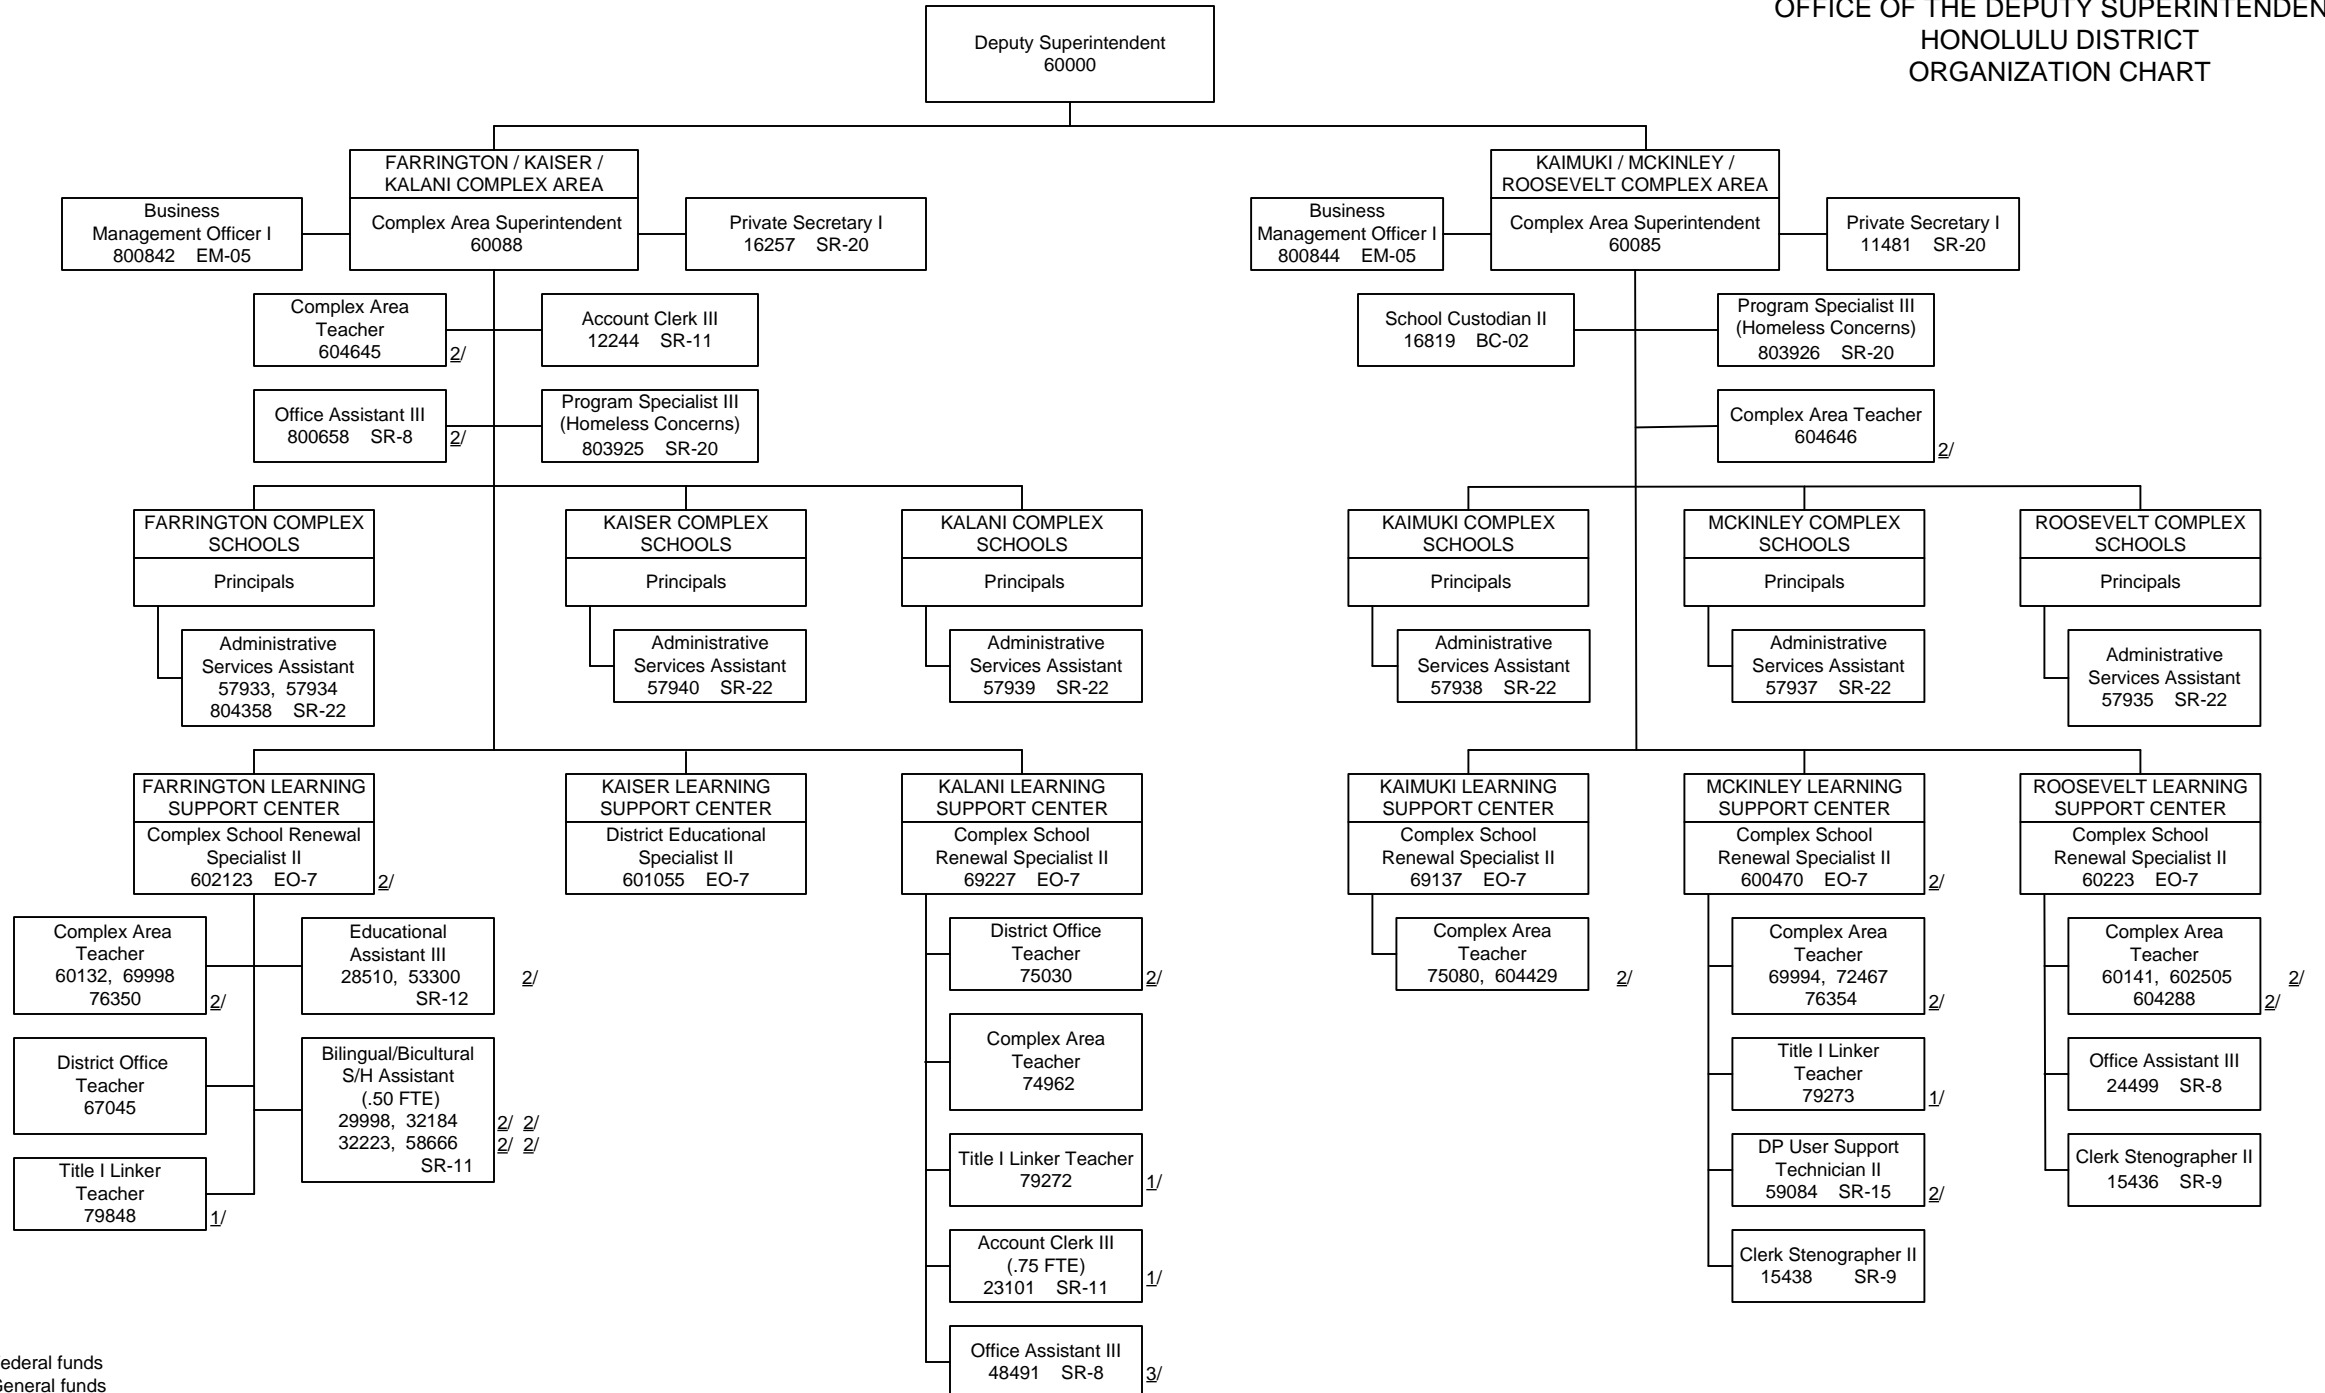 OFFICE OF THE DEPUTY SUPERINTENDEN
HONOLULU DISTRICT
ORGANIZATION CHART
Deputy Superintendent
60000
FARRINGTON / KAISER /
KALANI COMPLEX AREA
Complex Area Superintendent
60088
Business
Management Officer I
800842 EM-05
Private Secretary I
16257 SR-20
Complex Area
Teacher
604645
2/
Account Clerk III
12244 SR-11
Office Assistant III
800658 SR-8
2/
Program Specialist III
(Homeless Concerns)
803925 SR-20
KAIMUKI / MCKINLEY /
ROOSEVELT COMPLEX AREA
Complex Area Superintendent
60085
Business
Management Officer I
800844 EM-05
Private Secretary I
11481 SR-20
School Custodian II
16819 BC-02
Program Specialist III
(Homeless Concerns)
803926 SR-20
Complex Area Teacher
604646
2/
FARRINGTON COMPLEX
SCHOOLS
Principals
Administrative
Services Assistant
57933, 57934
804358 SR-22
KAISER COMPLEX
SCHOOLS
Principals
Administrative
Services Assistant
57940 SR-22
KALANI COMPLEX
SCHOOLS
Principals
Administrative
Services Assistant
57939 SR-22
KAIMUKI COMPLEX
SCHOOLS
Principals
Administrative
Services Assistant
57938 SR-22
MCKINLEY COMPLEX
SCHOOLS
Principals
Administrative
Services Assistant
57937 SR-22
ROOSEVELT COMPLEX
SCHOOLS
Principals
Administrative
Services Assistant
57935 SR-22
FARRINGTON LEARNING
SUPPORT CENTER
Complex School Renewal
Specialist II
602123 EO-7
2/
Complex Area
Teacher
60132, 69998
76350
2/
Educational
Assistant III
28510, 53300
SR-12
2/
District Office
Teacher
67045
Bilingual/Bicultural
S/H Assistant
(.50 FTE)
29998, 32184
32223, 58666
SR-11
2/ 2/
2/ 2/
Title I Linker
Teacher
79848
1/
KAISER LEARNING
SUPPORT CENTER
District Educational
Specialist II
601055 EO-7
KALANI LEARNING
SUPPORT CENTER
Complex School
Renewal Specialist II
69227 EO-7
District Office
Teacher
75030
2/
Complex Area
Teacher
74962
Title I Linker Teacher
79272
1/
Account Clerk III
(.75 FTE)
23101 SR-11
1/
Office Assistant III
48491 SR-8
3/
KAIMUKI LEARNING
SUPPORT CENTER
Complex School
Renewal Specialist II
69137 EO-7
Complex Area
Teacher
75080, 604429
2/
MCKINLEY LEARNING
SUPPORT CENTER
Complex School
Renewal Specialist II
600470 EO-7
2/
Complex Area
Teacher
69994, 72467
76354
2/
Title I Linker
Teacher
79273
1/
DP User Support
Technician II
59084 SR-15
2/
Clerk Stenographer II
15438 SR-9
ROOSEVELT LEARNING
SUPPORT CENTER
Complex School
Renewal Specialist II
60223 EO-7
Complex Area
Teacher
60141, 602505
604288
2/
2/
Office Assistant III
24499 SR-8
Clerk Stenographer II
15436 SR-9
ederal funds
eneral funds